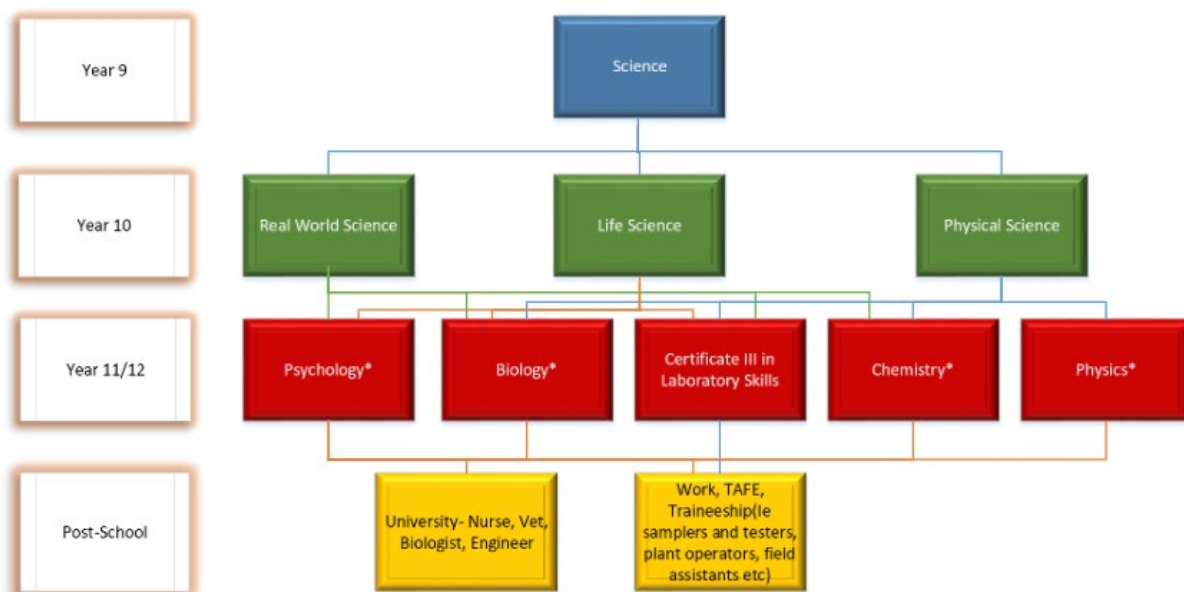 Year 9
Science
Year 10
Real World Science
Life Science
Physical Science
Year 11/12
Psychology*
Biology*
Certificate III in
Laboratory Skills
Chemistry*
Physics*
Post-School
University- Nurse, Vet,
Biologist, Engineer
Work, TAFE,
Traineeship(Ie
samplers and testers,
plant operators, field
assistants etc)